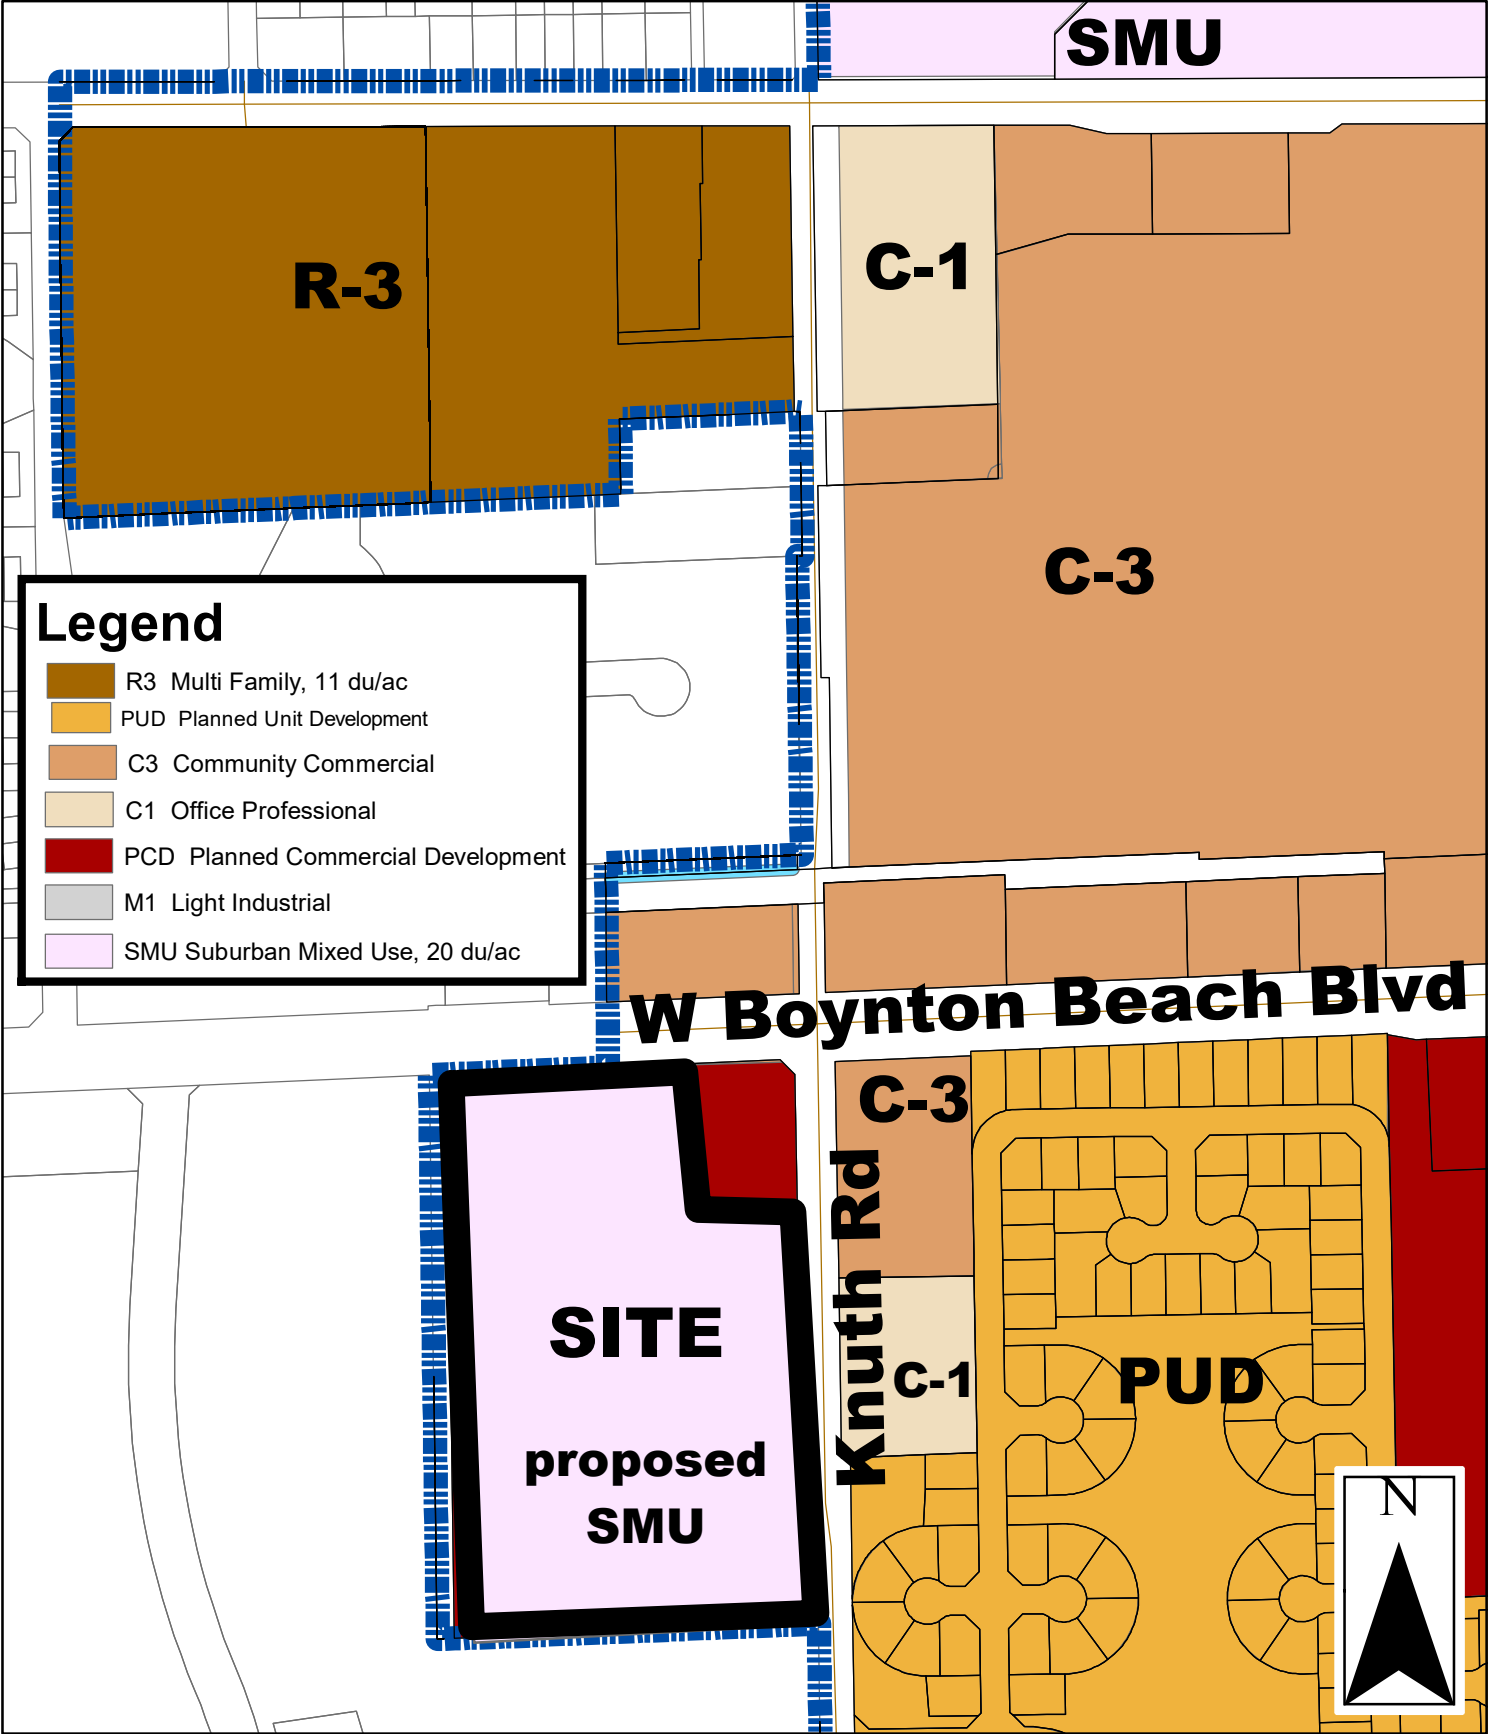 SMU
R-3
C-1
C-3
Legend
R3 Multi Family, 11 du/ac
PUD Planned Unit Development
C3 Community Commercial
C1 Office Professional
PCD Planned Commercial Development
M1 Light Industrial
SMU Suburban Mixed Use, 20 du/ac
W Boynton Beach Blvd
C-3
Knuth Rd
SITE
C-1
PUD
proposed
SMU
N